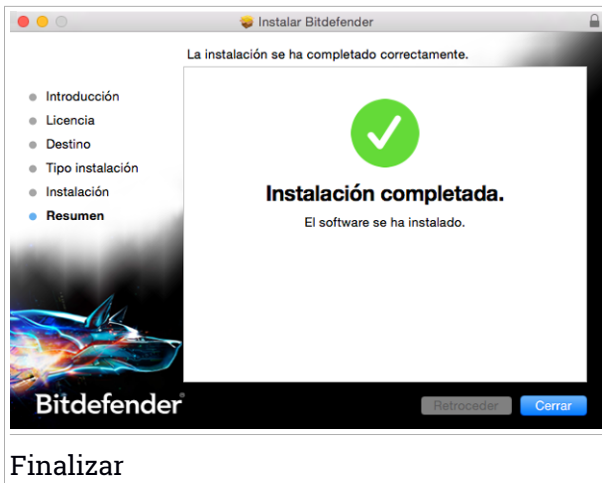 Instalar Bitdefender
La instalación se ha completado correctamente.
Introducción
Licencia
Destino
Tipo instalación
Instalación
Resumen
Instalación completada.
El software se ha instalado.
Bitdefender®
Retroceder
Cerrar
Finalizar